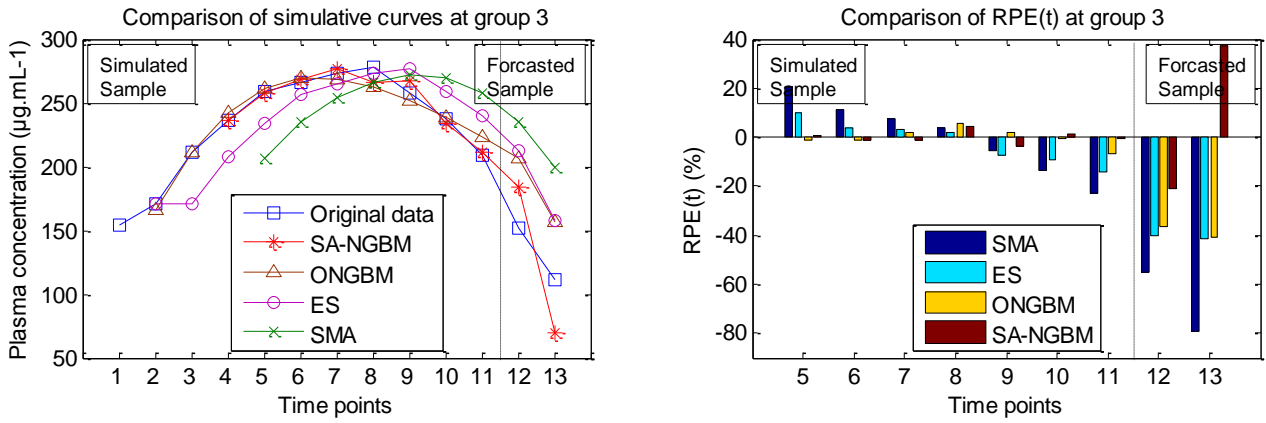 Comparison of simulative curves at group 3
Plasma concentration (µg.mL-1)
300
250
200
150
100
50
Simulated
Sample
Forcasted
Sample
Original data
SA-NGBM
ONGBM
ES
SMA
1 2 3 4 5 6 7 8 9 10 11 12 13
Time points
Comparison of RPE(t) at group 3
RPE(t) (%)
40
20
0
-20
-40
-60
-80
Simulated
Sample
Forcasted
Sample
SMA
ES
ONGBM
SA-NGBM
5 6 7 8 9 10 11 12 13
Time points